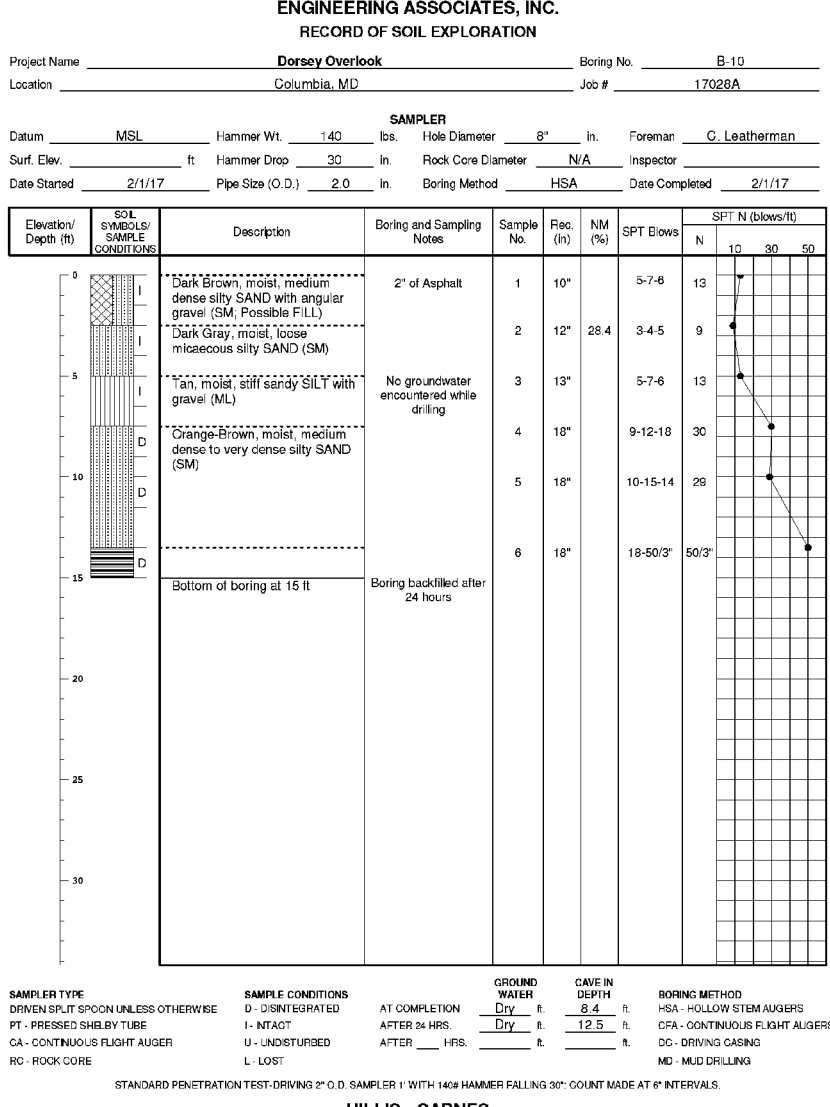 ENGINEERING ASSOCIATES, INC.
RECORD OF SOIL EXPLORATION
Project Name Dorsey Overlook Boring No. B-10
Location Columbia, MD Job # 17028A
SAMPLER
Datum MSL Hammer Wt. 140 lbs. Hole Diameter 8" in. Foreman C. Leatherman
Surf. Elev. ft Hammer Drop 30 in. Rock Core Diameter N/A Inspector
Date Started 2/1/17 Pipe Size (O.D.) 2.0 in. Boring Method HSA Date Completed 2/1/17
Elevation/ Depth (ft) SOIL SYMBOLS/ SAMPLE CONDITIONS Description Boring and Sampling Notes Sample No. Rec. (in) NM (%) SPT Blows SPT N (blows/ft)
N 10 30 50
0 I Dark Brown, moist, medium 2" of Asphalt 1 10" 5-7-6 13
dense silty SAND with angular
gravel (SM; Possible FILL)
I Dark Gray, moist, loose 2 12" 28.4 3-4-5 9
micaecous silty SAND (SM)
5 I Tan, moist, stiff sandy SILT with No groundwater 3 13" 5-7-6 13
gravel (ML) encountered while
drilling
D Orange-Brown, moist, medium 4 18" 9-12-18 30
dense to very dense silty SAND
(SM)
10 D 5 18" 10-15-14 29
D 6 18" 18-50/3" 50/3"
15 Bottom of boring at 15 ft Boring backfilled after
24 hours
20
25
30
GROUND CAVE IN
SAMPLER TYPE SAMPLE CONDITIONS WATER DEPTH BORING METHOD
DRIVEN SPLIT SPOON UNLESS OTHERWISE D - DISINTEGRATED AT COMPLETION Dry ft. 8.4 ft. HSA - HOLLOW STEM AUGERS
PT - PRESSED SHELBY TUBE I - INTACT AFTER 24 HRS. Dry ft. 12.5 ft. CFA - CONTINUOUS FLIGHT AUGERS
CA - CONTINUOUS FLIGHT AUGER U - UNDISTURBED AFTER HRS. ft. ft. DC - DRIVING CASING
RC - ROCK CORE L - LOST MD - MUD DRILLING
STANDARD PENETRATION TEST-DRIVING 2" O.D. SAMPLER 1' WITH 140# HAMMER FALLING 30": COUNT MADE AT 6" INTERVALS.